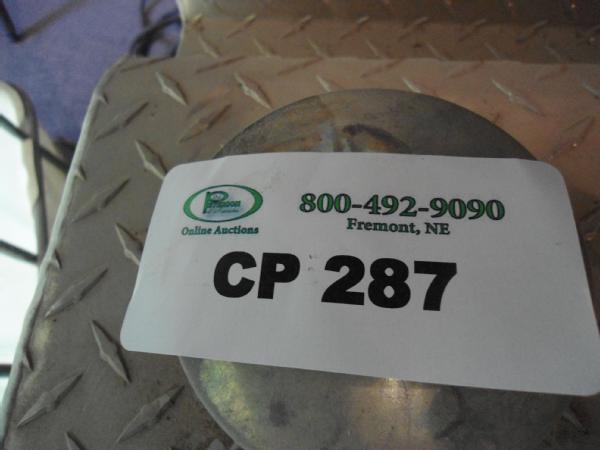 800-492-9090
Fremont, NE
Online Auctions
CP 287